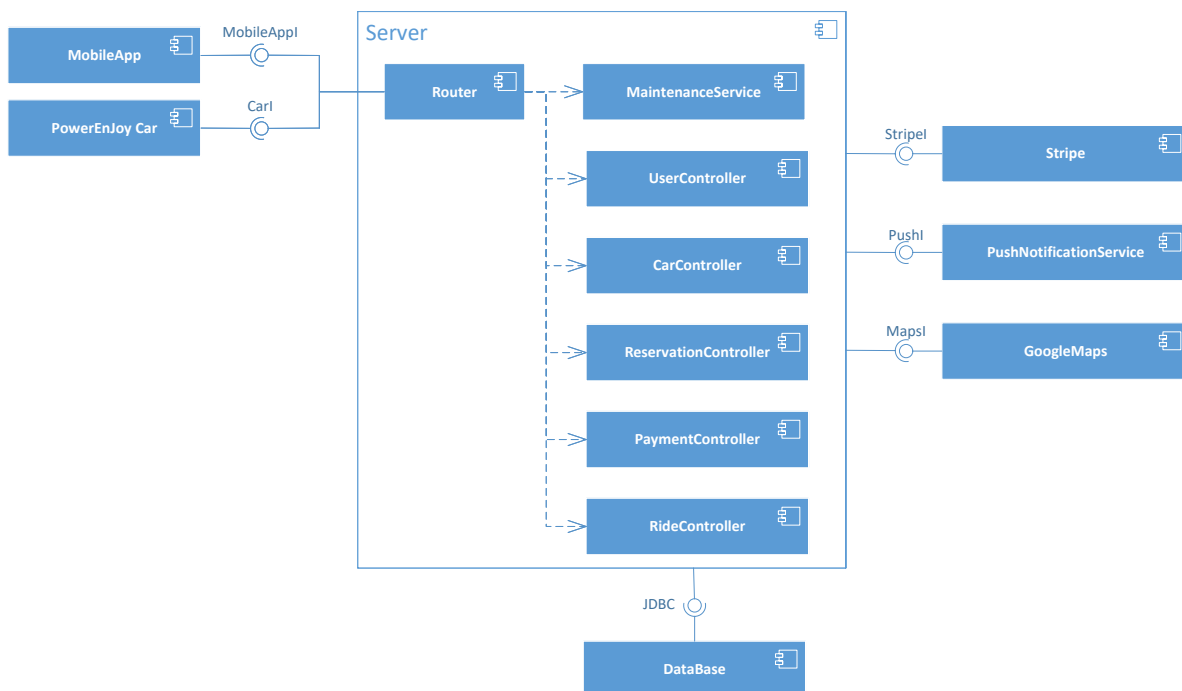 MobileAppI
Server
MobileApp
Router
MaintenanceService
CarI
PowerEnJoy Car
StripeI
Stripe
UserController
PushI
PushNotificationService
CarController
MapsI
GoogleMaps
ReservationController
PaymentController
RideController
JDBC
DataBase